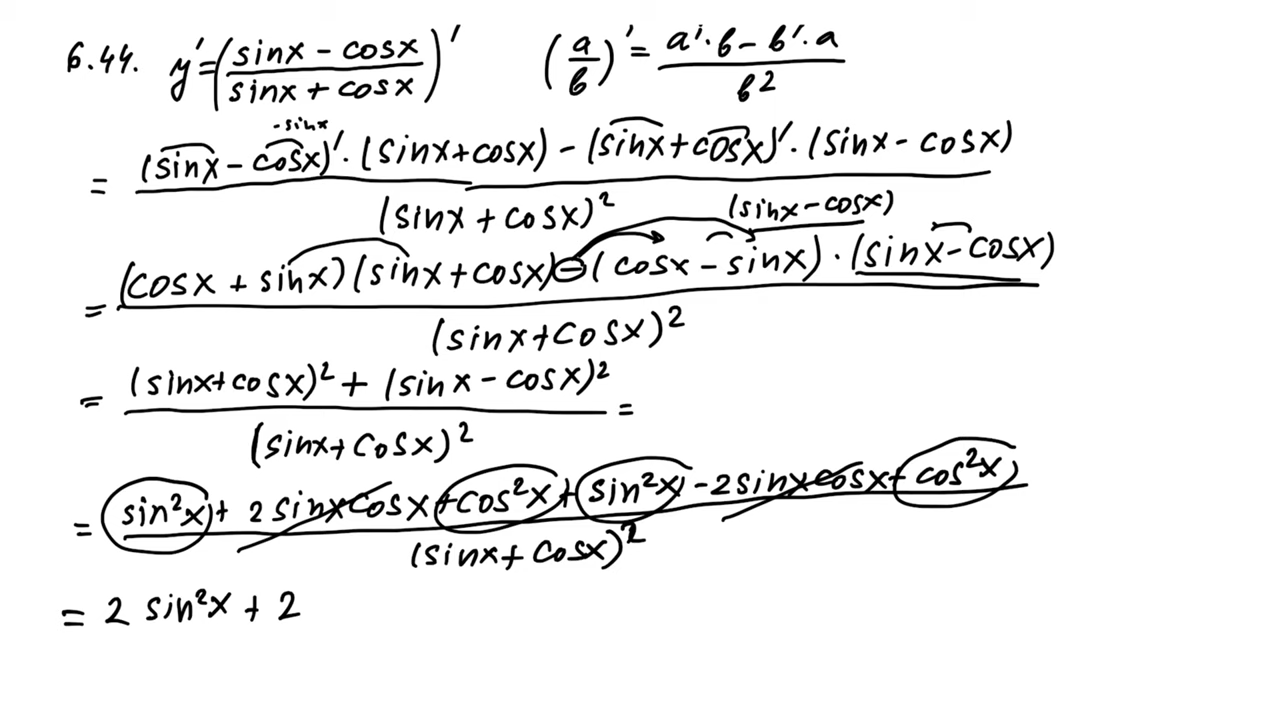 6.44. y' = ((sinx - cosx)/(sinx + cosx))' (a/b)' = (a'·b - b'·a)/b²
-sinx
= ((sinx - cosx)'·(sinx + cosx) - (sinx + cosx)'·(sinx - cosx))/(sinx + cosx)²
(sinx - cosx)
= ((cosx + sinx)(sinx + cosx) - (cosx - sinx)·(sinx - cosx))/(sinx + cosx)²
= ((sinx + cosx)² + (sinx - cosx)²)/(sinx + cosx)² =
= (sin²x + 2sinxcosx + cos²x + sin²x - 2sinxcosx + cos²x)/(sinx + cosx)²
= 2 sin²x + 2